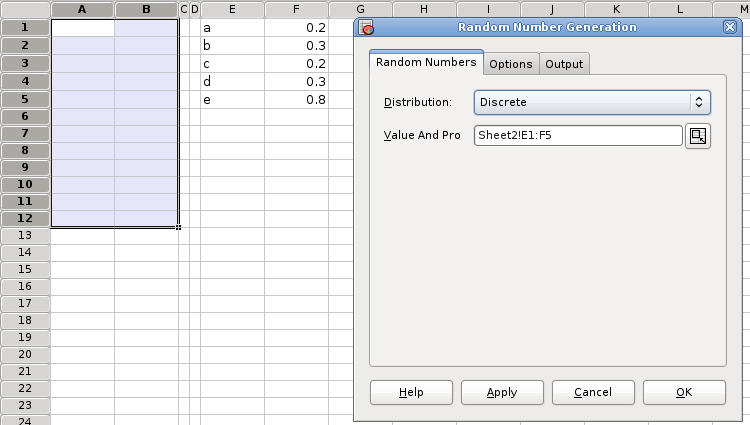 A B C D E F G H I J K L M
Random Number Generation
1 a 0.2
2 b 0.3
3 c 0.2
4 d 0.3
5 e 0.8
6
7
8
9
10
11
12
13
14
15
16
17
18
19
20
21
22
23
24
Random Numbers Options Output
Distribution: Discrete
Value And Pro Sheet2!E1:F5
Help Apply Cancel OK